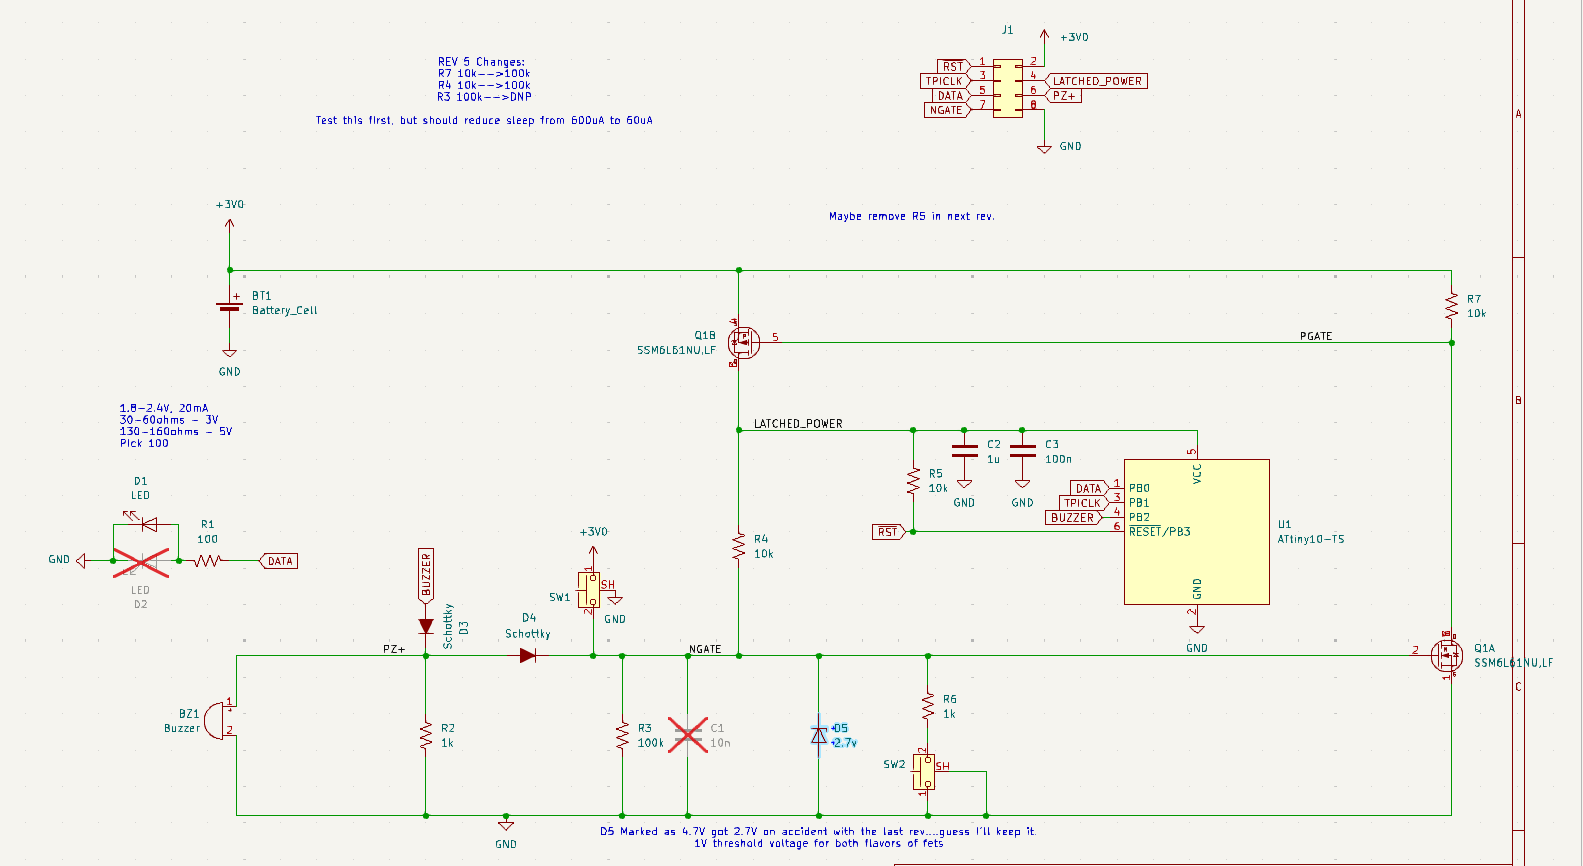 J1
+3V0
REV 5 Changes:
R7 10k-->100k
R4 10k-->100k
R3 100k-->DNP
Test this first, but should reduce sleep from 600uA to 60uA
RST 1 2
TPICLK 3 4 LATCHED_POWER
DATA 5 6 PZ+
NGATE 7 8
GND
A
+3V0
Maybe remove R5 in next rev.
+
BT1
Battery_Cell
R7
10k
Q1B
SSM6L61NU,LF
4
5
PGATE
GND
1.8-2.4V, 20mA
30-60ohms - 3V
130-160ohms - 5V
Pick 100
B
LATCHED_POWER
C2
1u
C3
100n
5
VCC
R5
10k
GND
GND
D1
LED
DATA 1 PB0
TPICLK 3 PB1
BUZZER 4 PB2
RST
6 RESET/PB3
U1
ATtiny10-TS
R1
100
+3V0
R4
10k
GND
DATA
LED
D2
BUZZER
1
SH
SW1
2
GND
GND
2
GND
Schottky
D3
D4
Schottky
PZ+
NGATE
2
Q1A
SSM6L61NU,LF
1
C
BZ1
Buzzer
1
2
R2
1k
R3
100k
C1
10n
D5
2.7v
R6
1k
SW2
2
SH
1
GND
D5 Marked as 4.7V got 2.7V on accident with the last rev....guess I'll keep it.
1V threshold voltage for both flavors of fets